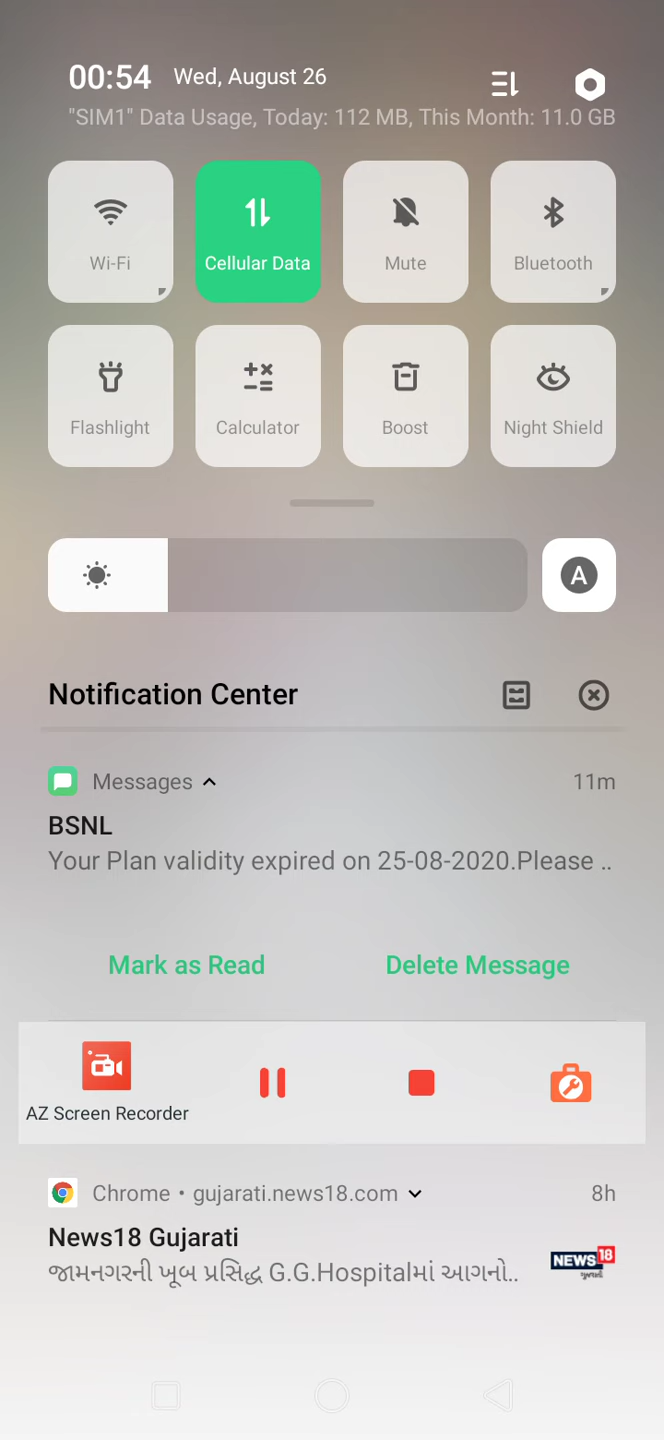 00:54 Wed, August 26
"SIM1" Data Usage, Today: 112 MB, This Month: 11.0 GB
Wi-Fi Cellular Data Mute Bluetooth
Flashlight Calculator Boost Night Shield
A
Notification Center
Messages 11m
BSNL
Your Plan validity expired on 25-08-2020.Please ..
Mark as Read Delete Message
AZ Screen Recorder
Chrome • gujarati.news18.com 8h
News18 Gujarati
જામનગરની ખૂબ પ્રસિદ્ધ G.G.Hospitalમાં આગનો..
NEWS 18
ગુજરાતી